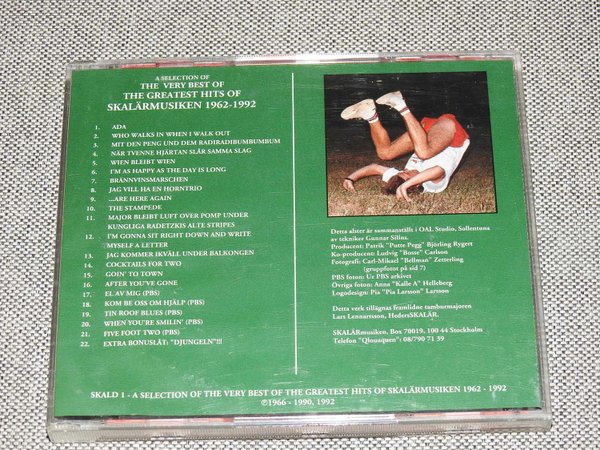 A SELECTION OF
THE VERY BEST OF
THE GREATEST HITS OF
SKALÄRMUSIKEN 1962-1992
1. ADA
2. WHO WALKS IN WHEN I WALK OUT
3. MIT DEN PENG UND DEM RADIRADIBUMBUMBUM
4. NÄR TVENNE HJÄRTAN SLÅR SAMMA SLAG
5. WIEN BLEIBT WIEN
6. I'M AS HAPPY AS THE DAY IS LONG
7. BRÄNNVINSMARSCHEN
8. JAG VILL HA EN HORNTRIO
9. ...ARE HERE AGAIN
10. THE STAMPEDE
11. MAJOR BLEIBT LUFT OVER POMP UNDER
KUNGLIGA RADETZKIS ALTE STRIPES
12. I'M GONNA SIT RIGHT DOWN AND WRITE
MYSELF A LETTER
13. JAG KOMMER IKVÄLL UNDER BALKONGEN
14. COCKTAILS FOR TWO
15. GOIN' TO TOWN
16. AFTER YOU'VE GONE
17. EL AV MIG (PBS)
18. KOM BE OSS OM HJÄLP (PBS)
19. TIN ROOF BLUES (PBS)
20. WHEN YOU'RE SMILIN' (PBS)
21. FIVE FOOT TWO (PBS)
22. EXTRA BONUSLÅT: "DJUNGELN"!!!
Detta alster är sammanställt i OAL Studio, Sollentuna
av tekniker Gunnar Silins.
Producent: Patrik "Putte Pegg" Björling Rygert
Ko-producent: Ludvig "Bosse" Carlson
Fotografi: Carl-Mikael "Bellman" Zetterling
(gruppfotot på sid 7)
PBS foton: Ur PBS arkivet
Övriga foton: Anna "Kalle A" Helleberg
Logodesign: Pia "Pia Larsson" Larsson
Detta verk tillägnas framlidne tamburmajoren
Lars Lennartsson, HedersSKALÄR.
SKALÄRmusiken, Box 70019, 100 44 Stockholm
Telefon "Qlouaquen": 08/790 71 39
SKALD 1 - A SELECTION OF THE VERY BEST OF THE GREATEST HITS OF SKALÄRMUSIKEN 1962 - 1992
℗1966 - 1990, 1992